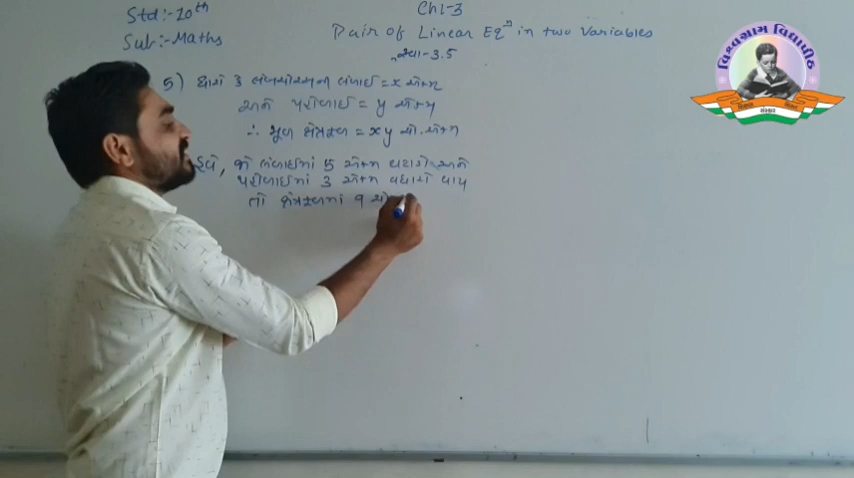 Std:-10th
Sub:-Maths
Ch:-3
Pair of Linear Eqn in two Variables
સ્વા-3.5
5) ધારો કે લંબચોરસની લંબાઈ = x એકમ
અને પહોળાઈ = y એકમ
∴ મૂળ ક્ષેત્રફળ = xy ચો.એકમ
હવે, જો લંબાઈમાં 5 એકમ ઘટાડો અને
પહોળાઈમાં 3 એકમ વધારો થાય
તો ક્ષેત્રફળમાં 9 ચો
વિશ્વગ્રામ વિદ્યાપીઠ